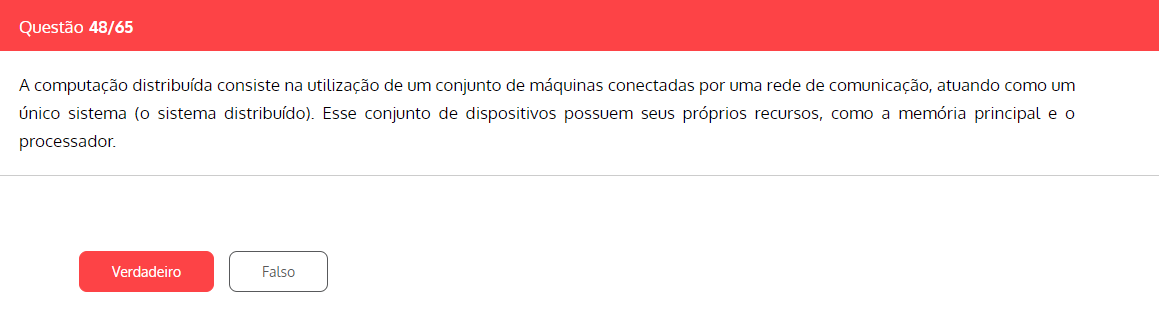 Questão 48/65
A computação distribuída consiste na utilização de um conjunto de máquinas conectadas por uma rede de comunicação, atuando como um
único sistema (o sistema distribuído). Esse conjunto de dispositivos possuem seus próprios recursos, como a memória principal e o
processador.
Verdadeiro
Falso